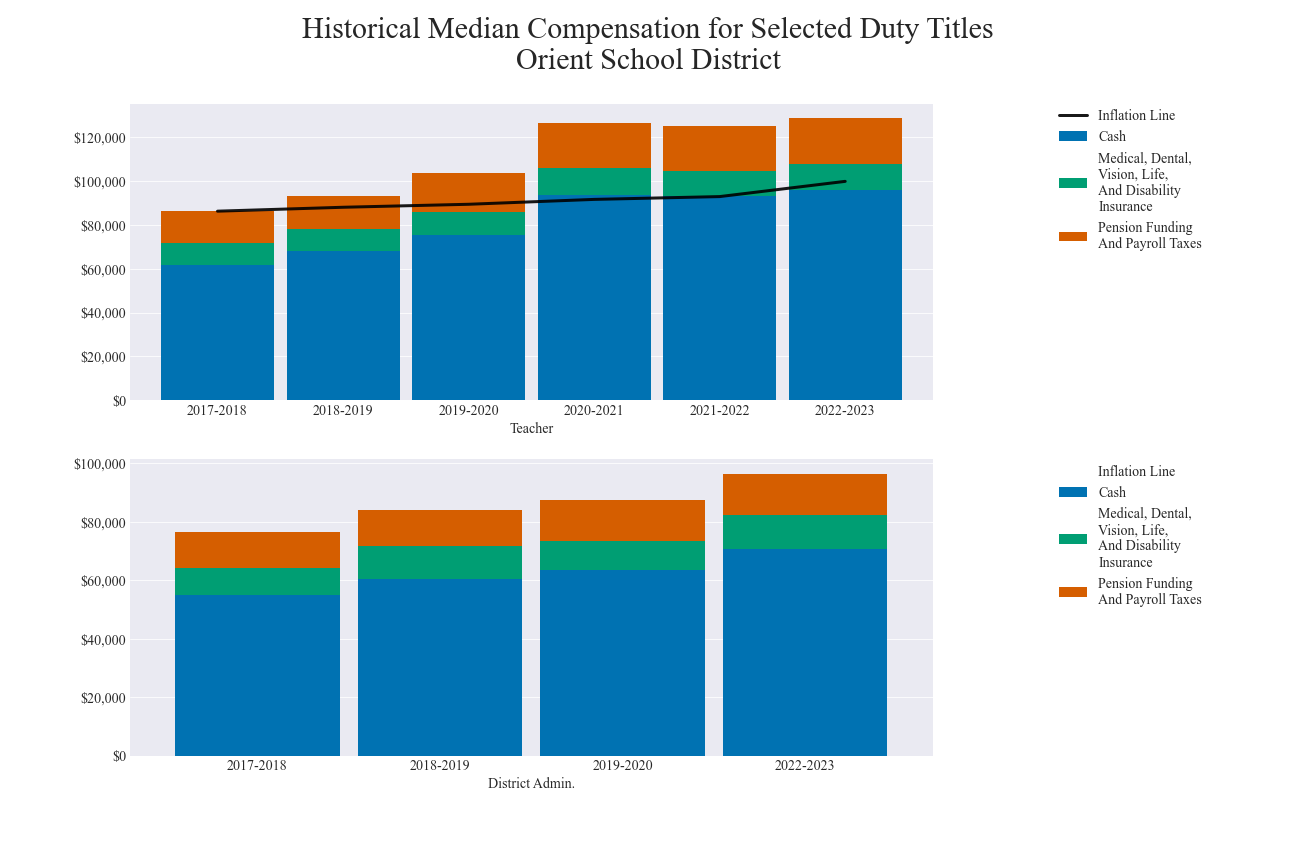 Historical Median Compensation for Selected Duty Titles
Orient School District
$120,000
$100,000
$80,000
$60,000
$40,000
$20,000
$0
2017-2018
2018-2019
2019-2020
2020-2021
2021-2022
2022-2023
Teacher
Inflation Line
Cash
Medical, Dental,
Vision, Life,
And Disability
Insurance
Pension Funding
And Payroll Taxes
$100,000
$80,000
$60,000
$40,000
$20,000
$0
2017-2018
2018-2019
2019-2020
2022-2023
District Admin.
Inflation Line
Cash
Medical, Dental,
Vision, Life,
And Disability
Insurance
Pension Funding
And Payroll Taxes